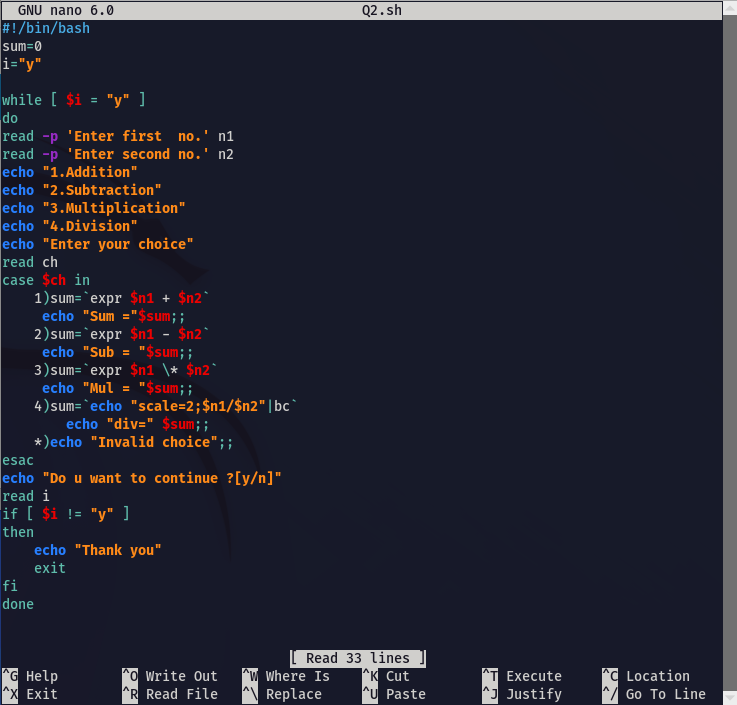 GNU nano 6.0 Q2.sh
#!/bin/bash
sum=0
i="y"

while [ $i = "y" ]
do
read -p 'Enter first  no.' n1
read -p 'Enter second no.' n2
echo "1.Addition"
echo "2.Subtraction"
echo "3.Multiplication"
echo "4.Division"
echo "Enter your choice"
read ch
case $ch in
    1)sum=`expr $n1 + $n2`
     echo "Sum ="$sum;;
    2)sum=`expr $n1 - $n2`
     echo "Sub = "$sum;;
    3)sum=`expr $n1 \* $n2`
     echo "Mul = "$sum;;
    4)sum=`echo "scale=2;$n1/$n2"|bc`
        echo "div=" $sum;;
    *)echo "Invalid choice";;
esac
echo "Do u want to continue ?[y/n]"
read i
if [ $i != "y" ]
then
    echo "Thank you"
    exit
fi
done
[ Read 33 lines ]
^G Help ^O Write Out ^W Where Is ^K Cut ^T Execute ^C Location
^X Exit ^R Read File ^\ Replace ^U Paste ^J Justify ^/ Go To Line